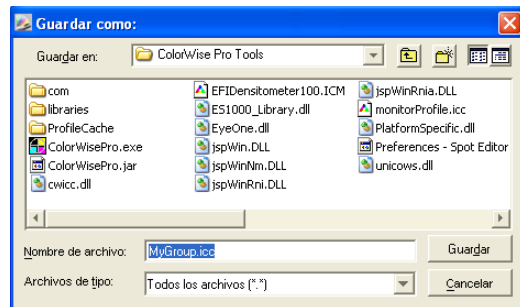 Guardar como:
Guardar en: ColorWise Pro Tools
com EFIDensitometer100.ICM jspWinRnia.DLL
libraries ES1000_Library.dll monitorProfile.icc
ProfileCache EyeOne.dll PlatformSpecific.dll
ColorWisePro.exe jspWin.DLL Preferences - Spot Editor
ColorWisePro.jar jspWinNm.DLL unicows.dll
cwicc.dll jspWinRni.DLL
Nombre de archivo: MyGroup.icc Guardar
Archivos de tipo: Todos los archivos (*.*) Cancelar